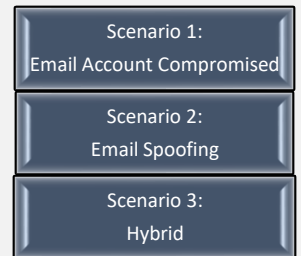 Scenario 1:
Email Account Compromised
Scenario 2:
Email Spoofing
Scenario 3:
Hybrid